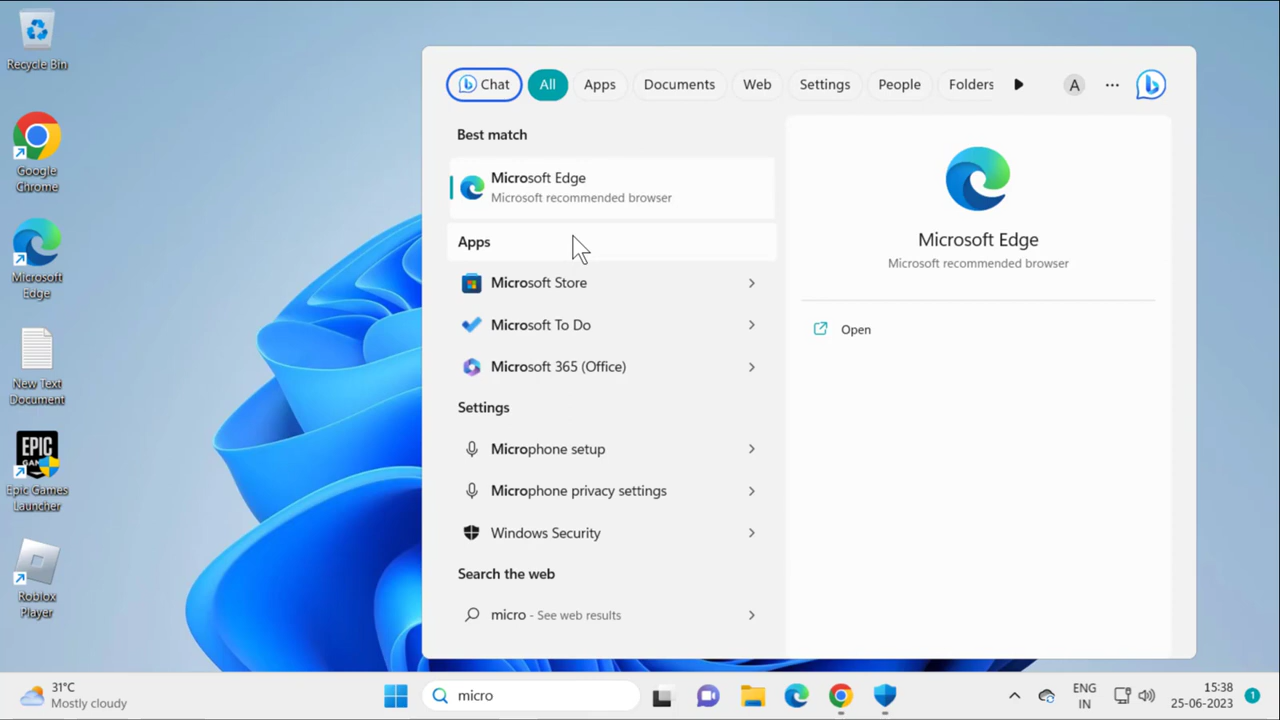 Recycle Bin
Google
Chrome
Microsoft
Edge
New Text
Document
EPIC
GAMES
Epic Games
Launcher
Roblox
Player
Chat
All
Apps
Documents
Web
Settings
People
Folders
A
Best match
Microsoft Edge
Microsoft recommended browser
Apps
Microsoft Store
Microsoft To Do
Microsoft 365 (Office)
Settings
Microphone setup
Microphone privacy settings
Windows Security
Search the web
micro - See web results
Microsoft Edge
Microsoft recommended browser
Open
31°C
Mostly cloudy
micro
ENG
IN
15:38
25-06-2023
1